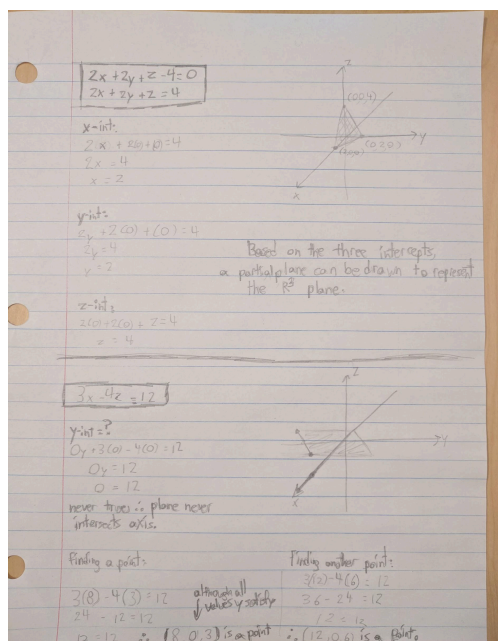 2x + 2y + z - 4 = 0
2x + 2y + z = 4
x-int:
2x + 2(0) + (0) = 4
2x = 4
x = 2
y-int:
2y + 2(0) + (0) = 4
2y = 4
y = 2
z-int:
2(0) + 2(0) + z = 4
z = 4
z
(0,0,4)
y
(0,2,0)
(2,0,0)
x
Based on the three intercepts,
a partial plane can be drawn to represent
the R³ plane.
3x - 4z = 12
y-int = ?
0y + 3(0) - 4(0) = 12
0y = 12
0 = 12
never true ∴ plane never
intersects axis.
z
y
x
finding a point:
3(8) - 4(3) = 12
24 - 12 = 12
12 = 12 ∴ (8,0,3) is a point
although all
values y satisfy
finding another point:
3(12) - 4(6) = 12
36 - 24 = 12
12 = 12
∴ (12,0,6) is a point.